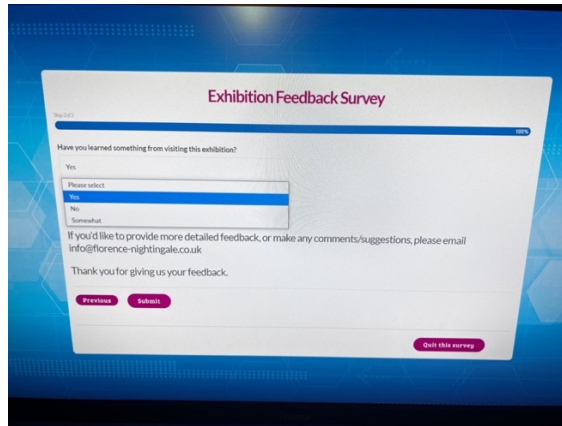 Exhibition Feedback Survey
100%
Have you learned something from visiting this exhibition?
Yes
Please select
Yes
No
Somewhat
If you'd like to provide more detailed feedback, or make any comments/suggestions, please email
info@florence-nightingale.co.uk
Thank you for giving us your feedback.
Previous Submit
Quit this survey